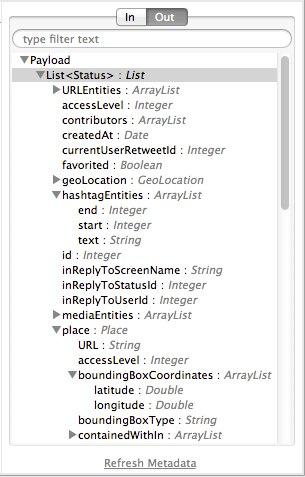 In Out
type filter text
Payload
List<Status> : List
URLEntities : ArrayList
accessLevel : Integer
contributors : ArrayList
createdAt : Date
currentUserRetweetId : Integer
favorited : Boolean
geoLocation : GeoLocation
hashtagEntities : ArrayList
end : Integer
start : Integer
text : String
id : Integer
inReplyToScreenName : String
inReplyToStatusId : Integer
inReplyToUserId : Integer
mediaEntities : ArrayList
place : Place
URL : String
accessLevel : Integer
boundingBoxCoordinates : ArrayList
latitude : Double
longitude : Double
boundingBoxType : String
containedWithIn : ArrayList
Refresh Metadata